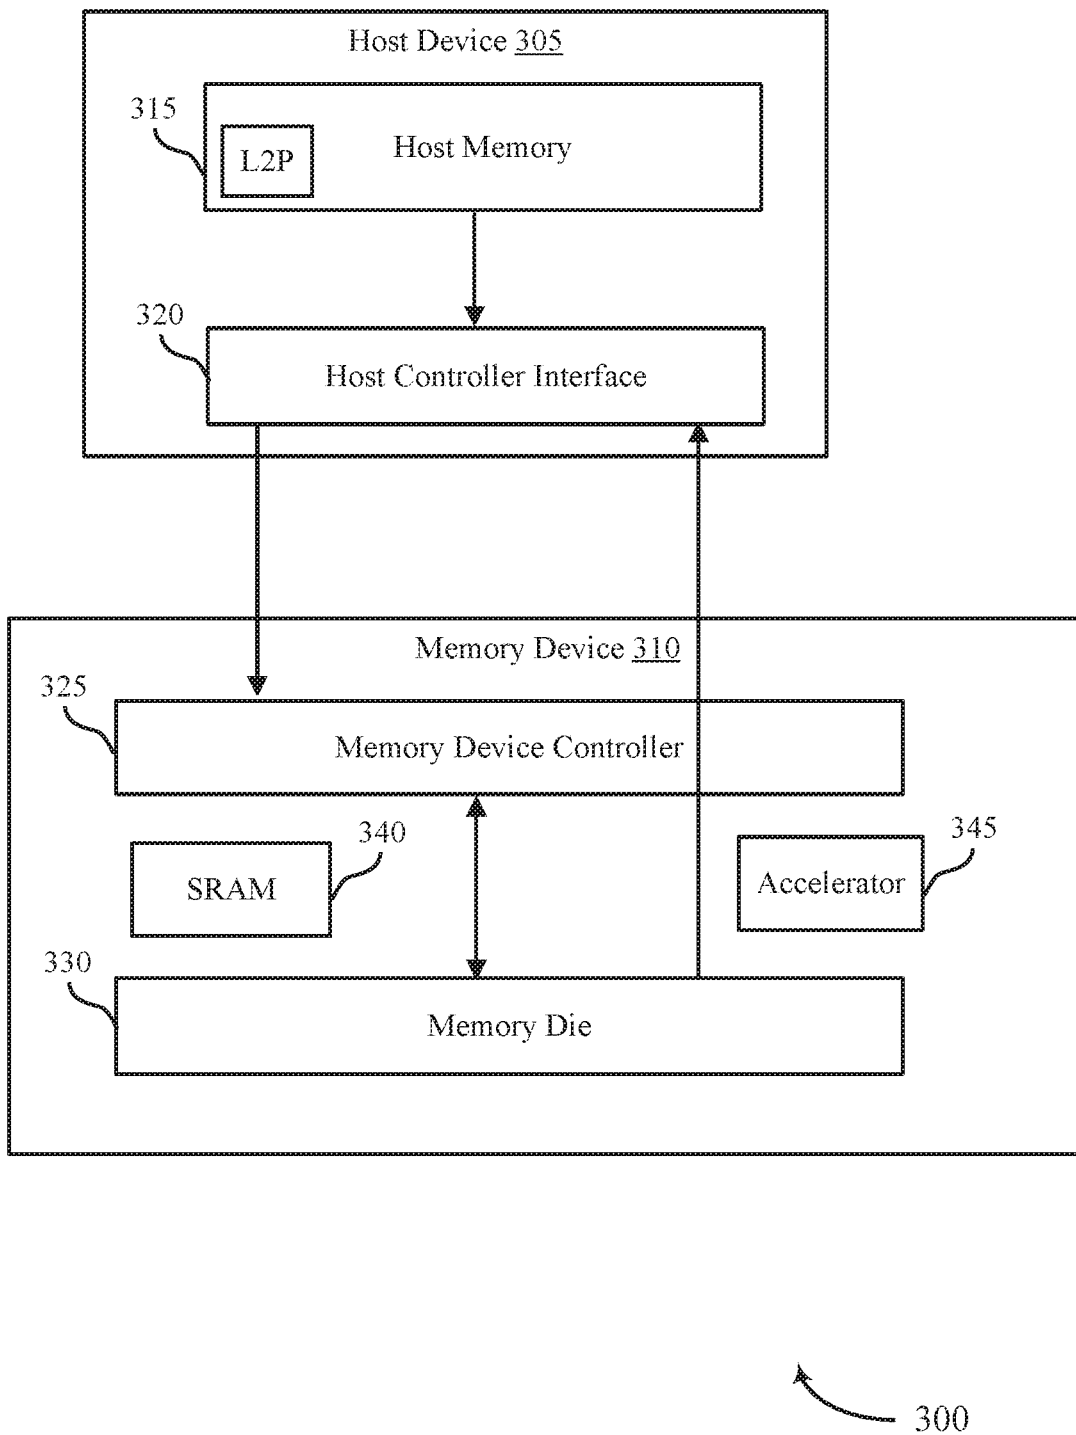 Host Device 305
315
L2P
Host Memory
320
Host Controller Interface
Memory Device 310
325
Memory Device Controller
340
SRAM
345
Accelerator
330
Memory Die
300